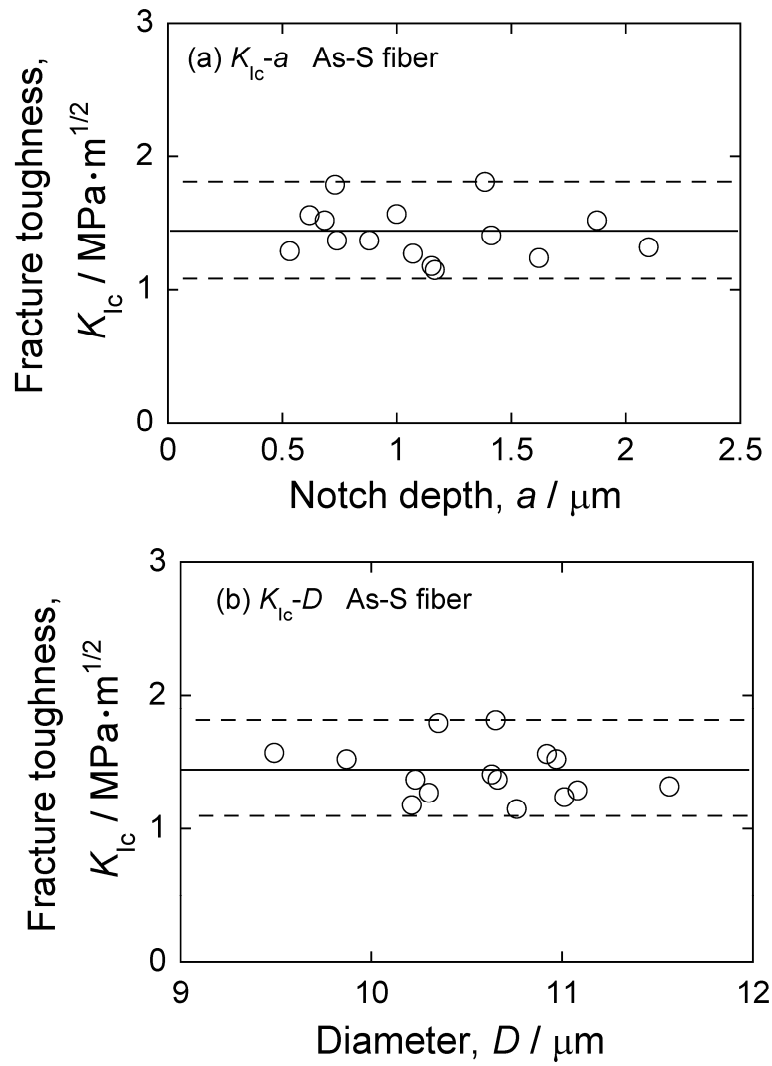 3
(a) KIc-a As-S fiber
2
1
0
Fracture toughness,
KIc / MPa·m1/2
0 0.5 1 1.5 2 2.5
Notch depth, a / μm
3
(b) KIc-D As-S fiber
2
1
0
Fracture toughness,
KIc / MPa·m1/2
9 10 11 12
Diameter, D / μm